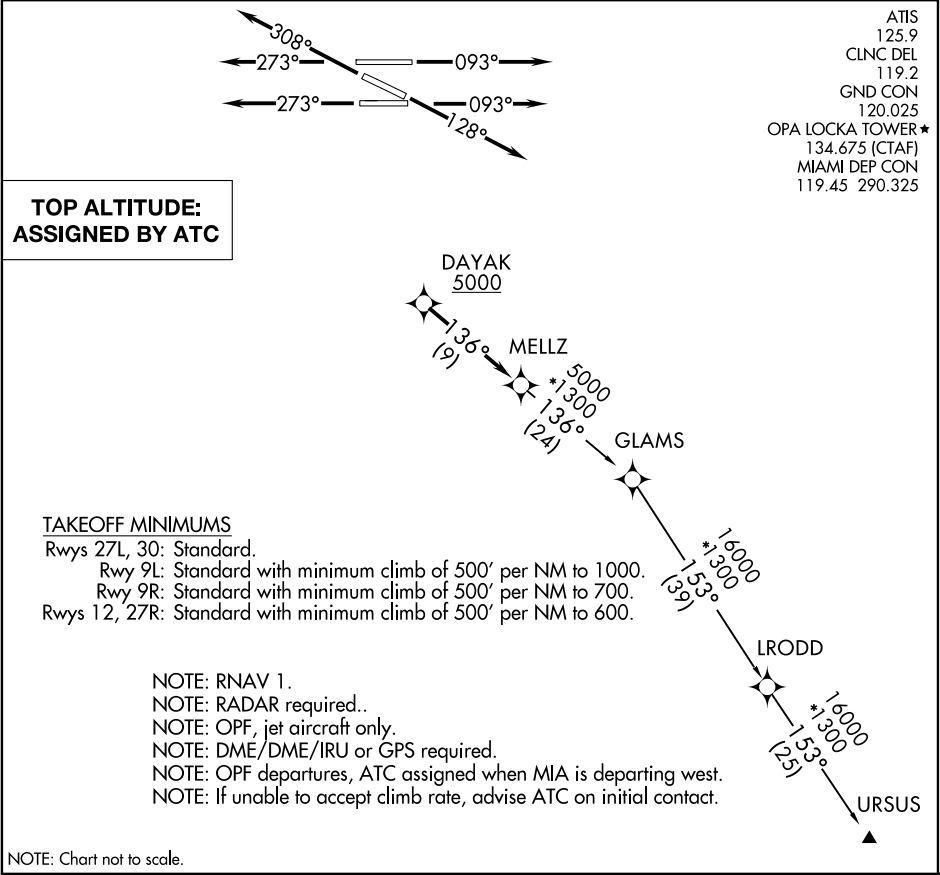 308°
273°
093°
273°
093°
128°
ATIS
125.9
CLNC DEL
119.2
GND CON
120.025
OPA LOCKA TOWER★
134.675 (CTAF)
MIAMI DEP CON
119.45 290.325
TOP ALTITUDE:
ASSIGNED BY ATC
DAYAK
5000
136°
(9)
MELLZ
5000
*1300
136°
(24)
GLAMS
16000
*1300
153°
(39)
LRODD
16000
*1300
153°
(25)
URSUS
TAKEOFF MINIMUMS
Rwys 27L, 30: Standard.
Rwy 9L: Standard with minimum climb of 500' per NM to 1000.
Rwy 9R: Standard with minimum climb of 500' per NM to 700.
Rwys 12, 27R: Standard with minimum climb of 500' per NM to 600.
NOTE: RNAV 1.
NOTE: RADAR required..
NOTE: OPF, jet aircraft only.
NOTE: DME/DME/IRU or GPS required.
NOTE: OPF departures, ATC assigned when MIA is departing west.
NOTE: If unable to accept climb rate, advise ATC on initial contact.
NOTE: Chart not to scale.